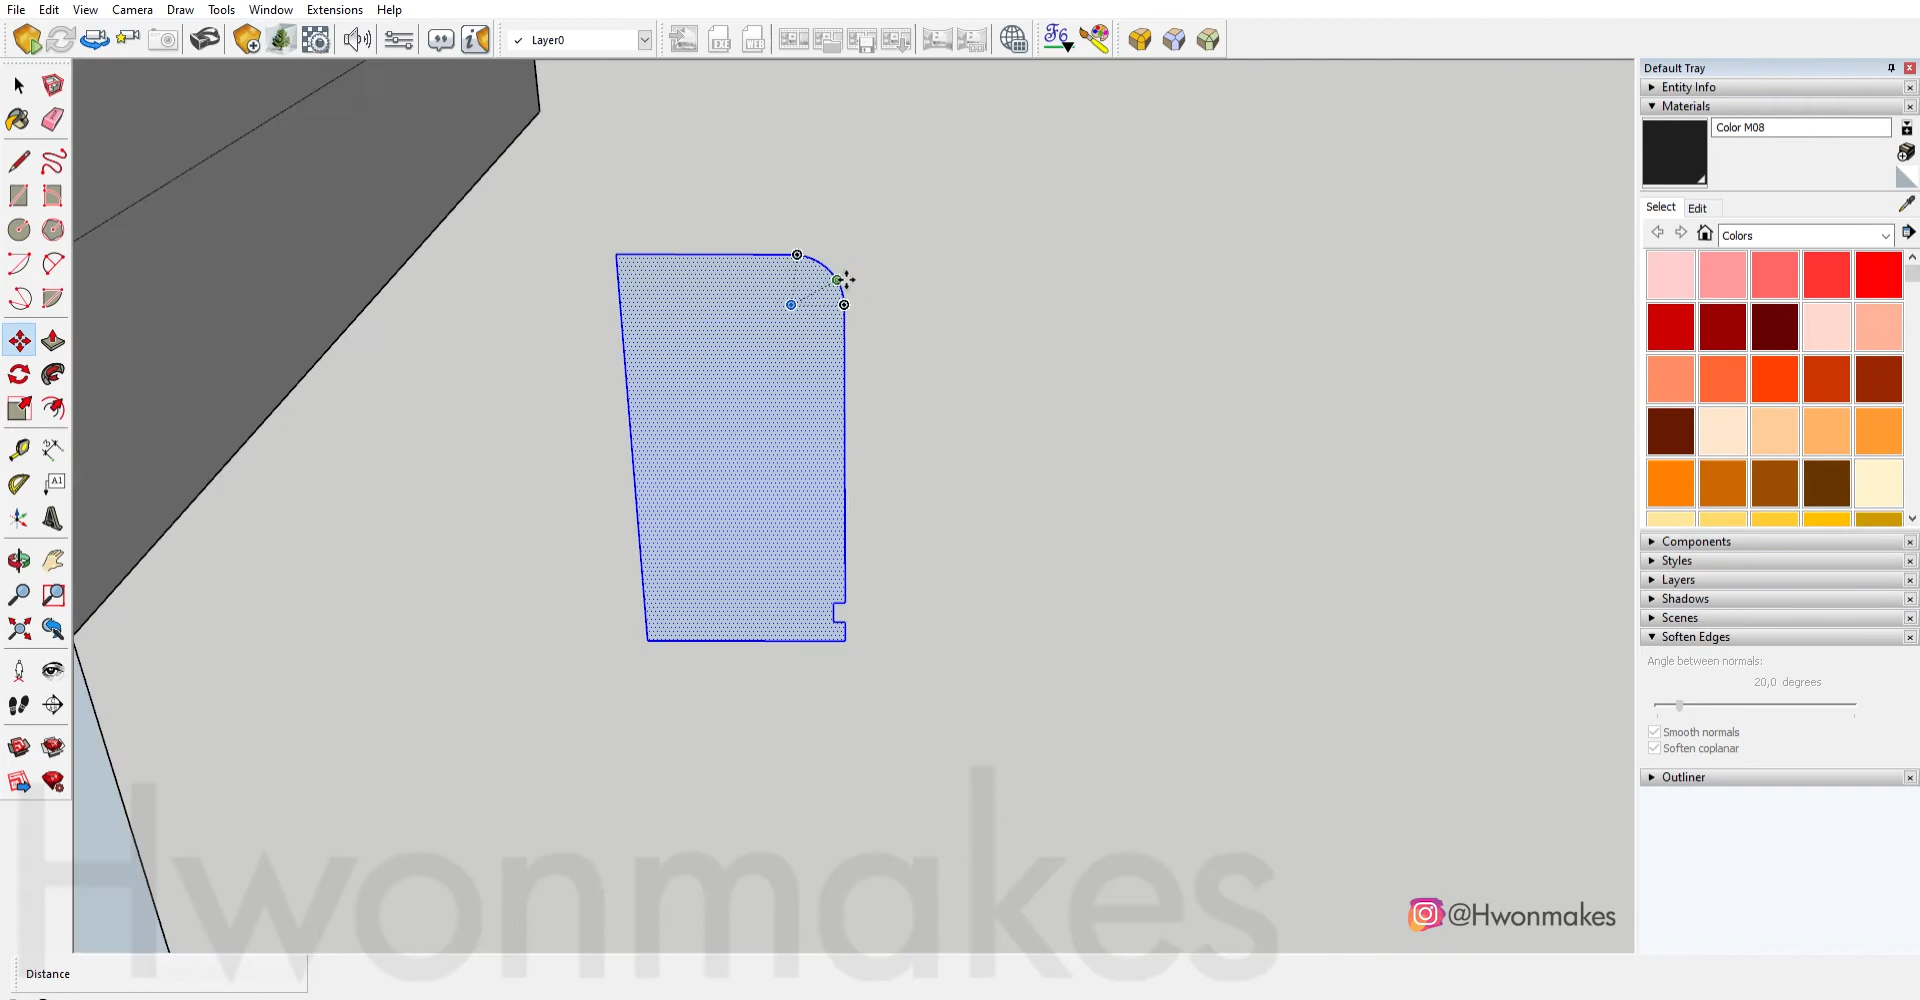 File Edit View Camera Draw Tools Window Extensions Help
Layer0
Default Tray
Entity Info
Materials
Color M08
Select Edit
Colors
Components
Styles
Layers
Shadows
Scenes
Soften Edges
Angle between normals:
20,0 degrees
Smooth normals
Soften coplanar
Outliner
Hwonmakes
@Hwonmakes
Distance